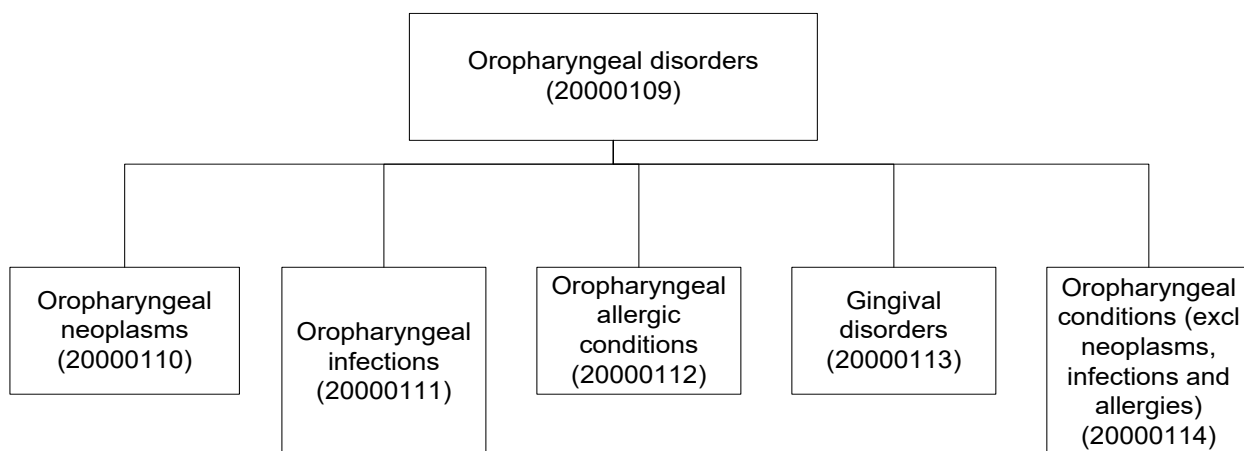 Oropharyngeal disorders
(20000109)
Oropharyngeal
neoplasms
(20000110)
Oropharyngeal
infections
(20000111)
Oropharyngeal
allergic
conditions
(20000112)
Gingival
disorders
(20000113)
Oropharyngeal
conditions (excl
neoplasms,
infections and
allergies)
(20000114)